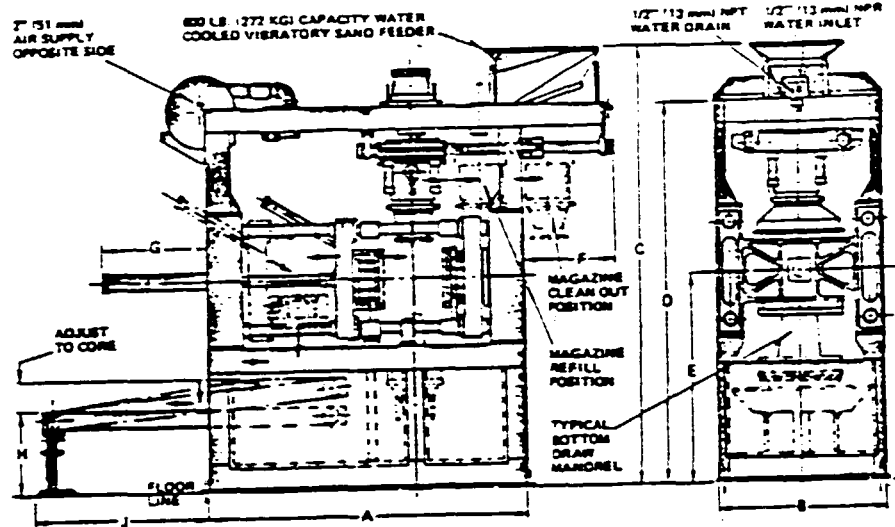 2" (51 mm)
AIR SUPPLY
OPPOSITE SIDE
600 LB. (272 KG) CAPACITY WATER
COOLED VIBRATORY SAND FEEDER
1/2" (13 mm) NPT
WATER DRAIN
1/2" (13 mm) NPR
WATER INLET
G
F
C
D
E
MAGAZINE
CLEAN OUT
POSITION
ADJUST
TO CORE
MAGAZINE
REFILL
POSITION
H
TYPICAL
BOTTOM
DRAW
MANDREL
FLOOR
LINE
J
A
B